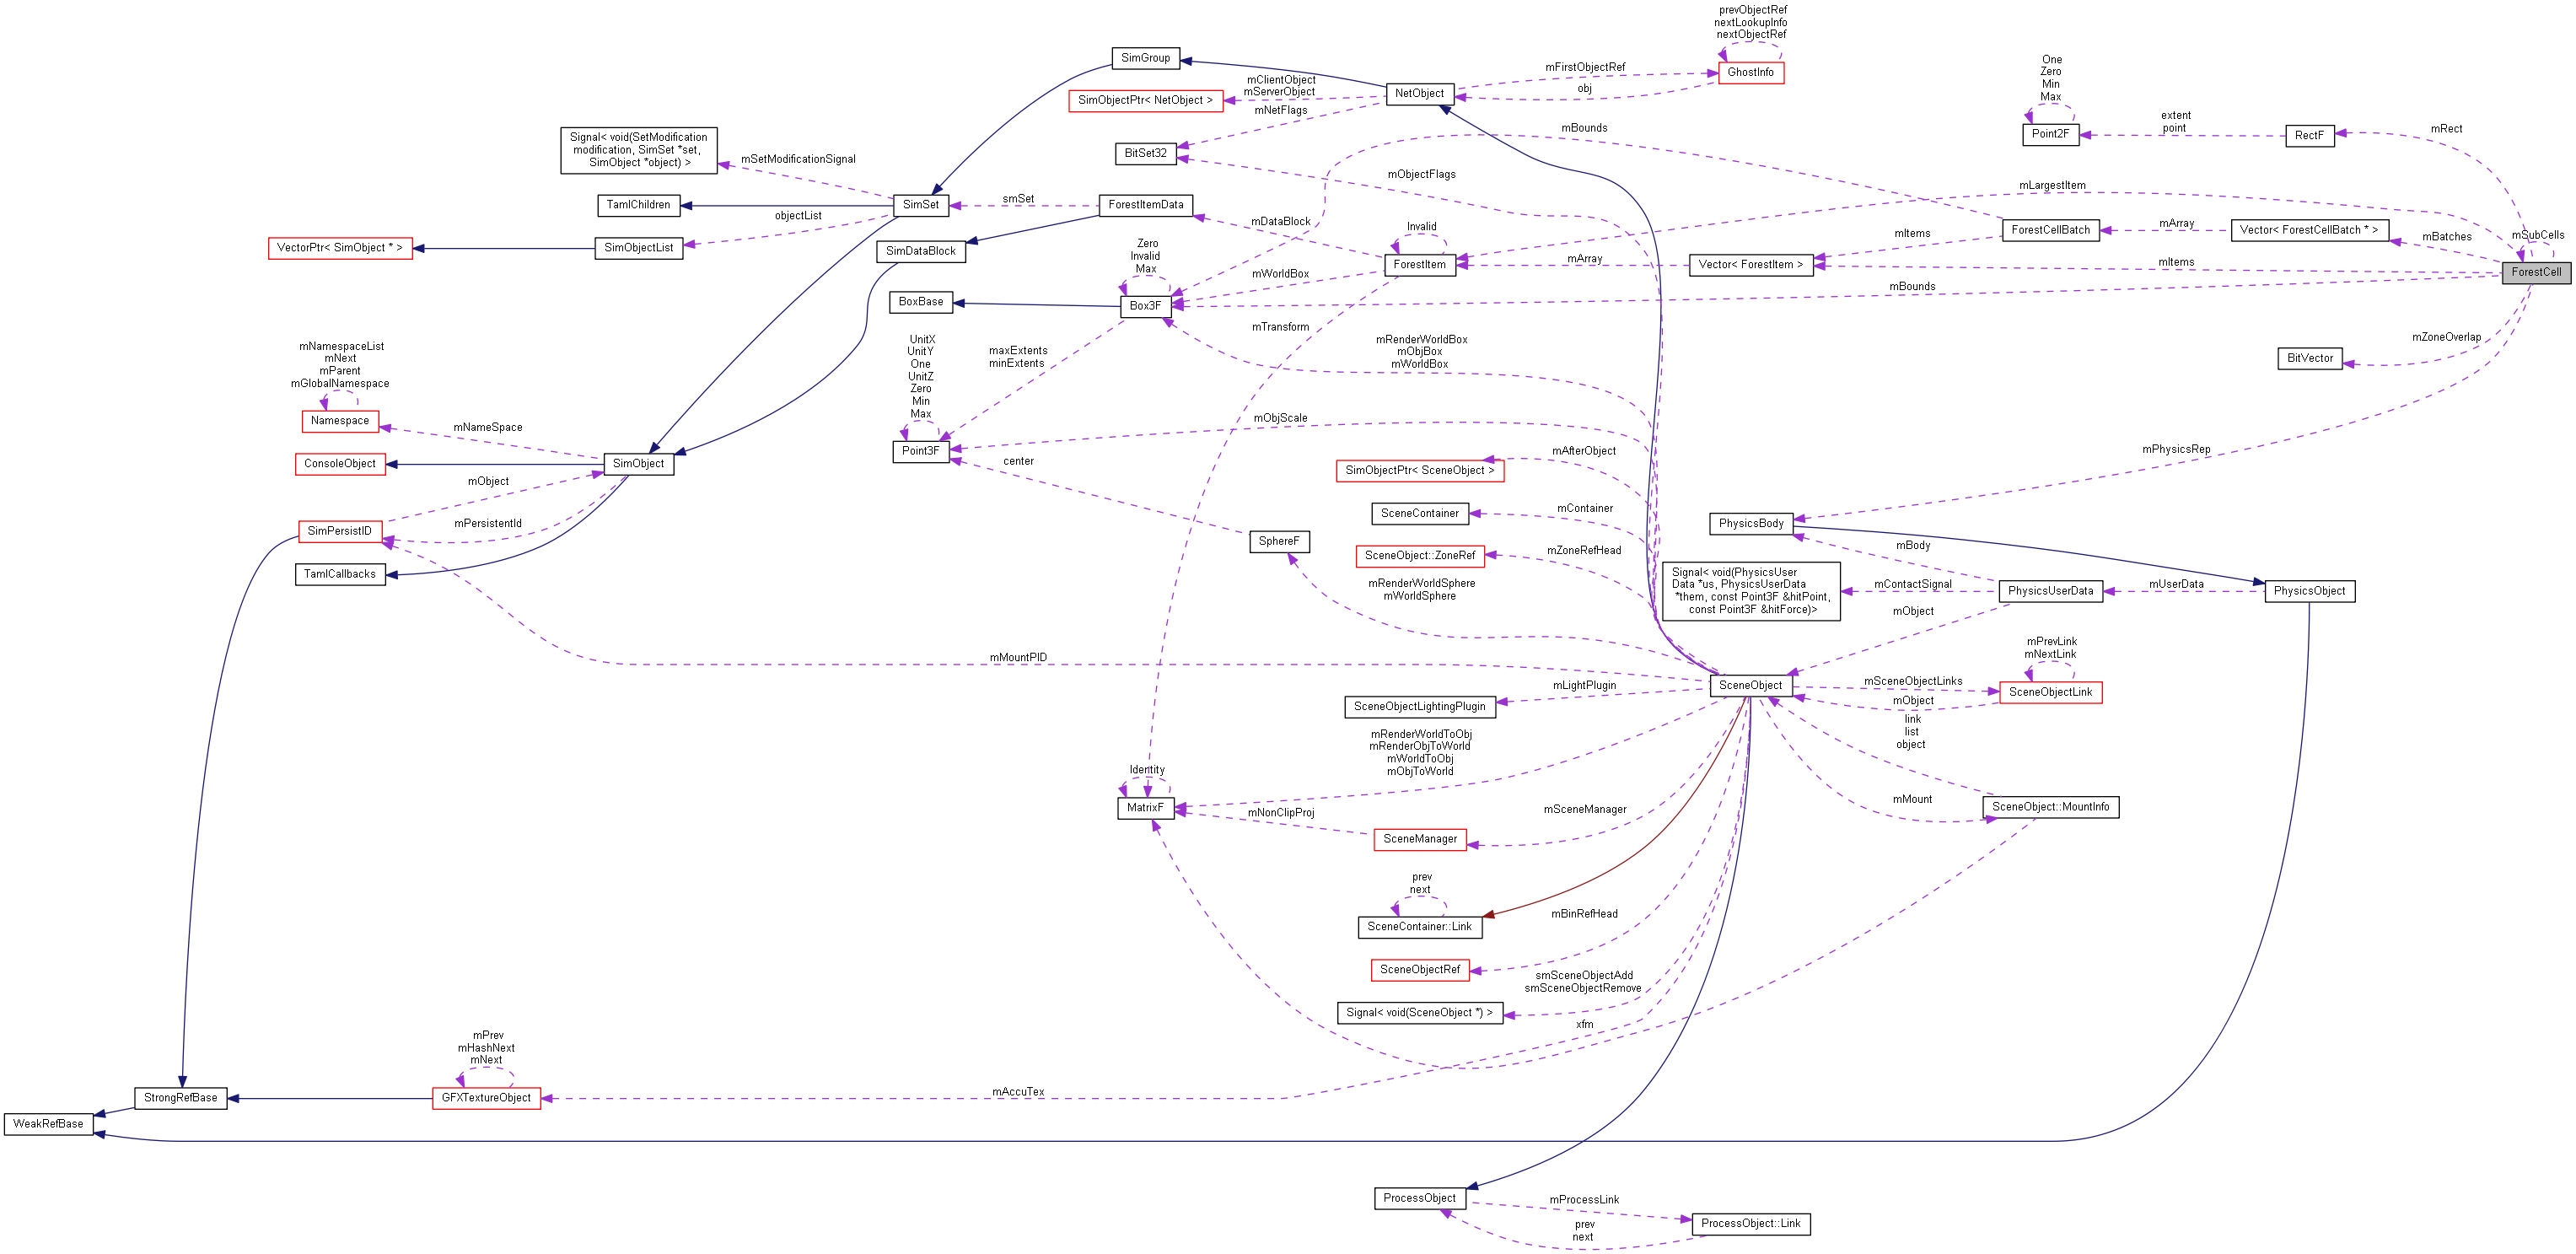 prevObjectRef
nextLookupInfo
nextObjectRef
SimGroup
mFirstObjectRef
GhostInfo
One
Zero
Min
Max
mClientObject
mServerObject
SimObjectPtr< NetObject >
NetObject
obj
mNetFlags
extent
point
mRect
Point2F
RectF
Signal< void(SetModification
modification, SimSet *set,
SimObject *object) >
mSetModificationSignal
BitSet32
mBounds
mObjectFlags
mLargestItem
TamlChildren
SimSet
smSet
ForestItemData
objectList
mDataBlock
Invalid
mItems
ForestCellBatch
mArray
Vector< ForestCellBatch * >
mSubCells
mBatches
VectorPtr< SimObject * >
SimObjectList
SimDataBlock
Zero
Invalid
Max
mWorldBox
ForestItem
mArray
Vector< ForestItem >
mItems
ForestCell
BoxBase
Box3F
mBounds
mTransform
mNamespaceList
mNext
mParent
mGlobalNamespace
UnitX
UnitY
One
UnitZ
Zero
Min
Max
maxExtents
minExtents
mRenderWorldBox
mObjBox
mWorldBox
mZoneOverlap
BitVector
Namespace
mNameSpace
mObjScale
Point3F
center
mAfterObject
mPhysicsRep
ConsoleObject
SimObject
SimObjectPtr< SceneObject >
mObject
SceneContainer
mContainer
SimPersistID
mPersistentId
PhysicsBody
SphereF
SceneObject::ZoneRef
mZoneRefHead
mBody
TamlCallbacks
mRenderWorldSphere
mWorldSphere
Signal< void(PhysicsUser
Data *us, PhysicsUserData
*them, const Point3F &hitPoint,
const Point3F &hitForce)>
mContactSignal
PhysicsUserData
mUserData
PhysicsObject
mObject
mPrevLink
mNextLink
mMountPID
mLightPlugin
SceneObject
mSceneObjectLinks
SceneObjectLink
mObject
SceneObjectLightingPlugin
link
list
object
mRenderWorldToObj
mRenderObjToWorld
mWorldToObj
mObjToWorld
Identity
MatrixF
mNonClipProj
mSceneManager
mMount
SceneObject::MountInfo
SceneManager
prev
next
SceneContainer::Link
mBinRefHead
SceneObjectRef
smSceneObjectAdd
smSceneObjectRemove
Signal< void(SceneObject *) >
xfm
mPrev
mHashNext
mNext
mAccuTex
StrongRefBase
GFXTextureObject
WeakRefBase
ProcessObject
mProcessLink
ProcessObject::Link
prev
next